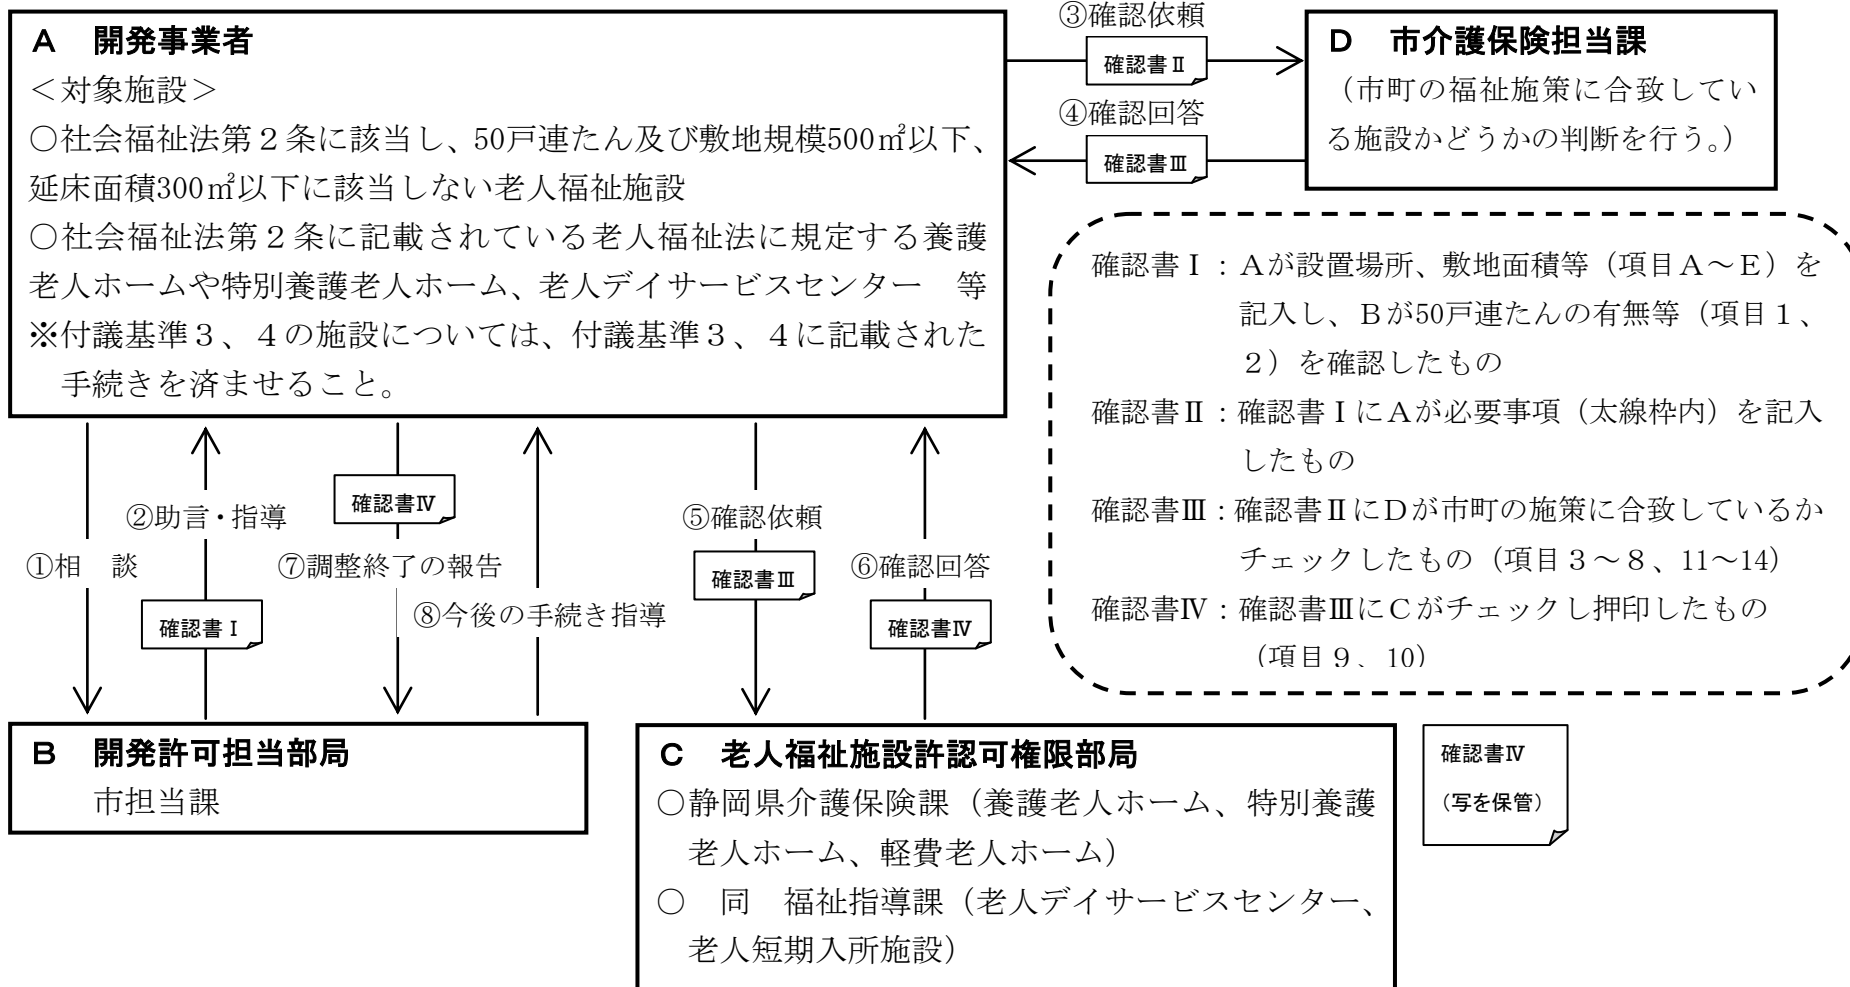 A　開発事業者
＜対象施設＞
○社会福祉法第２条に該当し、50戸連たん及び敷地規模500㎡以下、
延床面積300㎡以下に該当しない老人福祉施設
○社会福祉法第２条に記載されている老人福祉法に規定する養護
老人ホームや特別養護老人ホーム、老人デイサービスセンター　等
※付議基準３、４の施設については、付議基準３、４に記載された
手続きを済ませること。
③確認依頼
確認書Ⅱ
④確認回答
確認書Ⅲ
D　市介護保険担当課
（市町の福祉施策に合致してい
る施設かどうかの判断を行う。）
確認書Ⅰ：Ａが設置場所、敷地面積等（項目Ａ～Ｅ）を
記入し、Ｂが50戸連たんの有無等（項目１、
２）を確認したもの
確認書Ⅱ：確認書ⅠにＡが必要事項（太線枠内）を記入
したもの
確認書Ⅲ：確認書ⅡにＤが市町の施策に合致しているか
チェックしたもの（項目３～８、11～14）
確認書Ⅳ：確認書ⅢにＣがチェックし押印したもの
（項目９、10）
①相　談
②助言・指導
確認書Ⅰ
確認書Ⅳ
⑦調整終了の報告
⑧今後の手続き指導
⑤確認依頼
確認書Ⅲ
⑥確認回答
確認書Ⅳ
B　開発許可担当部局
市担当課
C　老人福祉施設許認可権限部局
○静岡県介護保険課（養護老人ホーム、特別養護
老人ホーム、軽費老人ホーム）
○　同　福祉指導課（老人デイサービスセンター、
老人短期入所施設）
確認書Ⅳ
（写を保管）